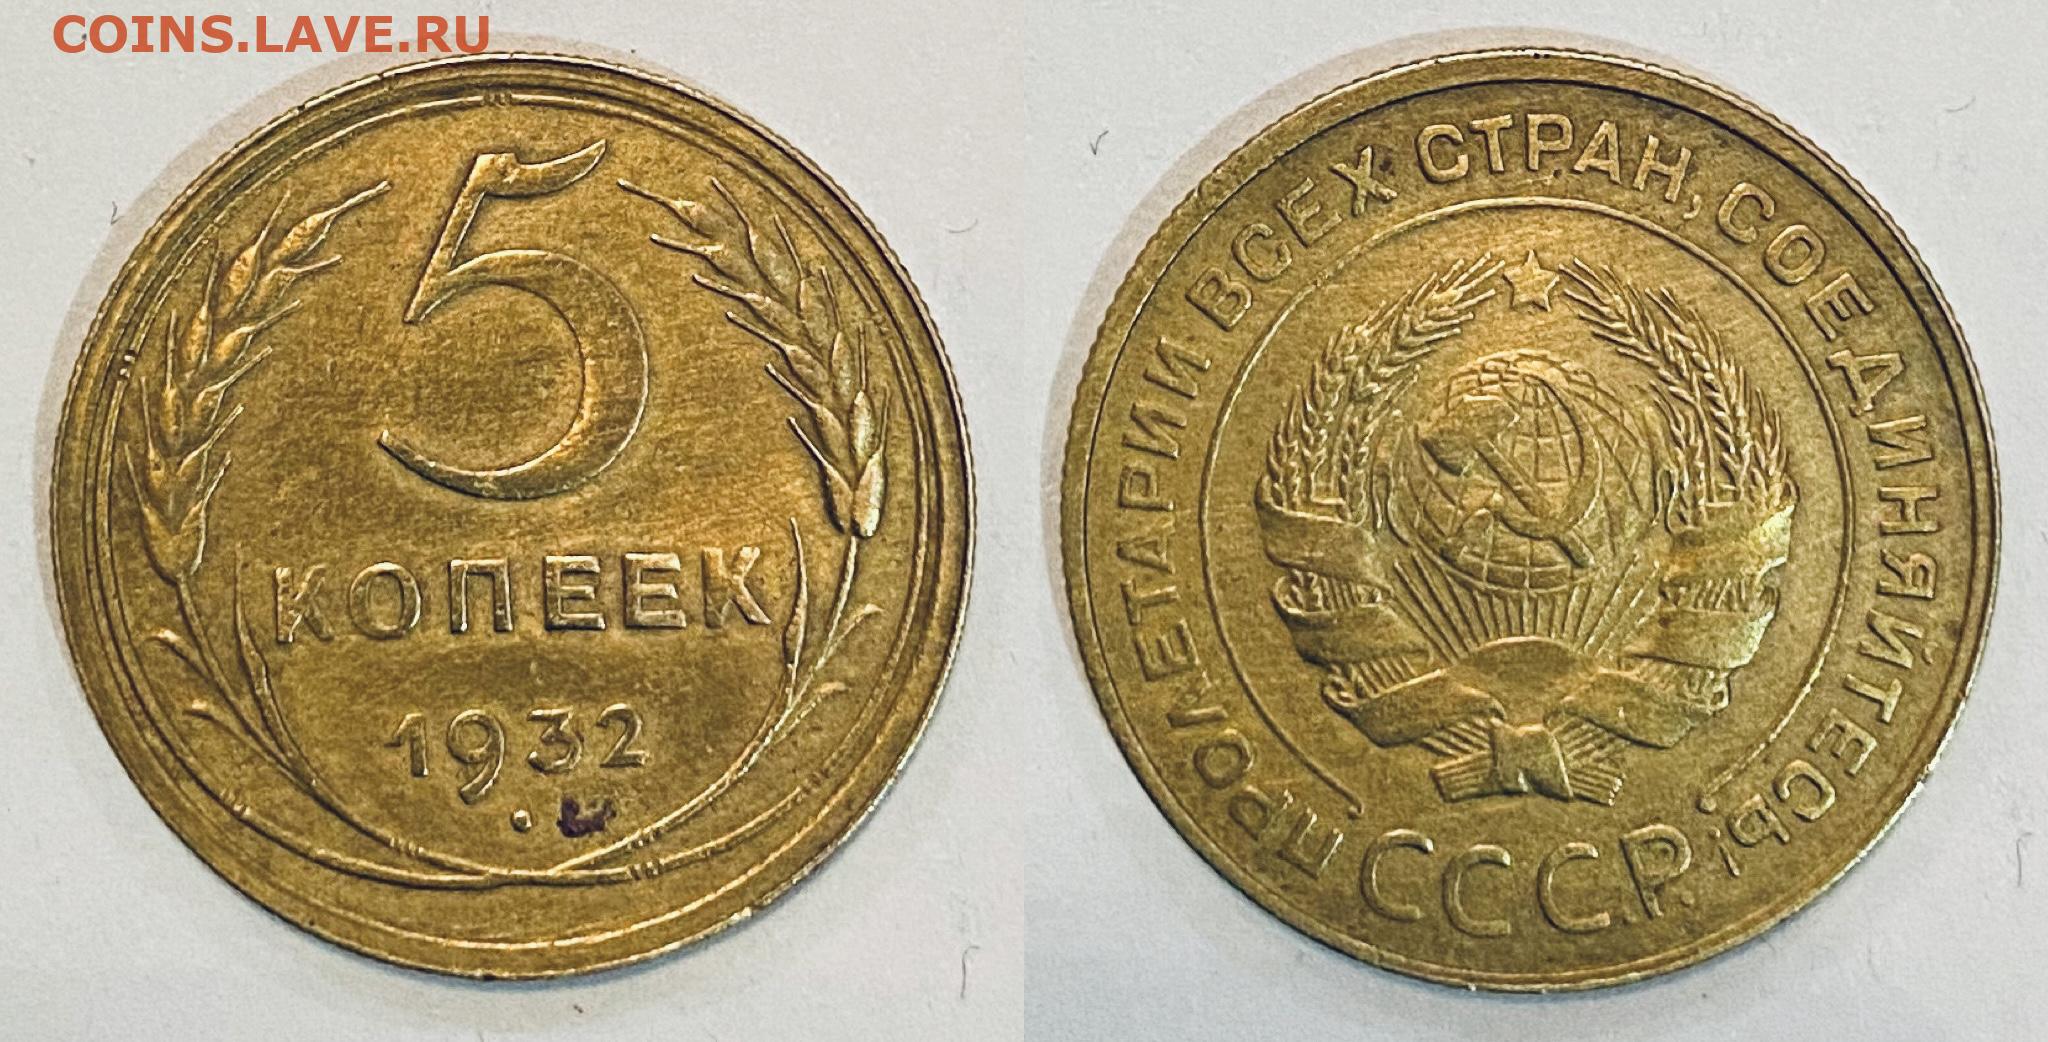 COINS.LAVE.RU
5
КОПЕЕК
1932
ПРОЛЕТАРИИ ВСЕХ СТРАН, СОЕДИНЯЙТЕСЬ!
СССР.